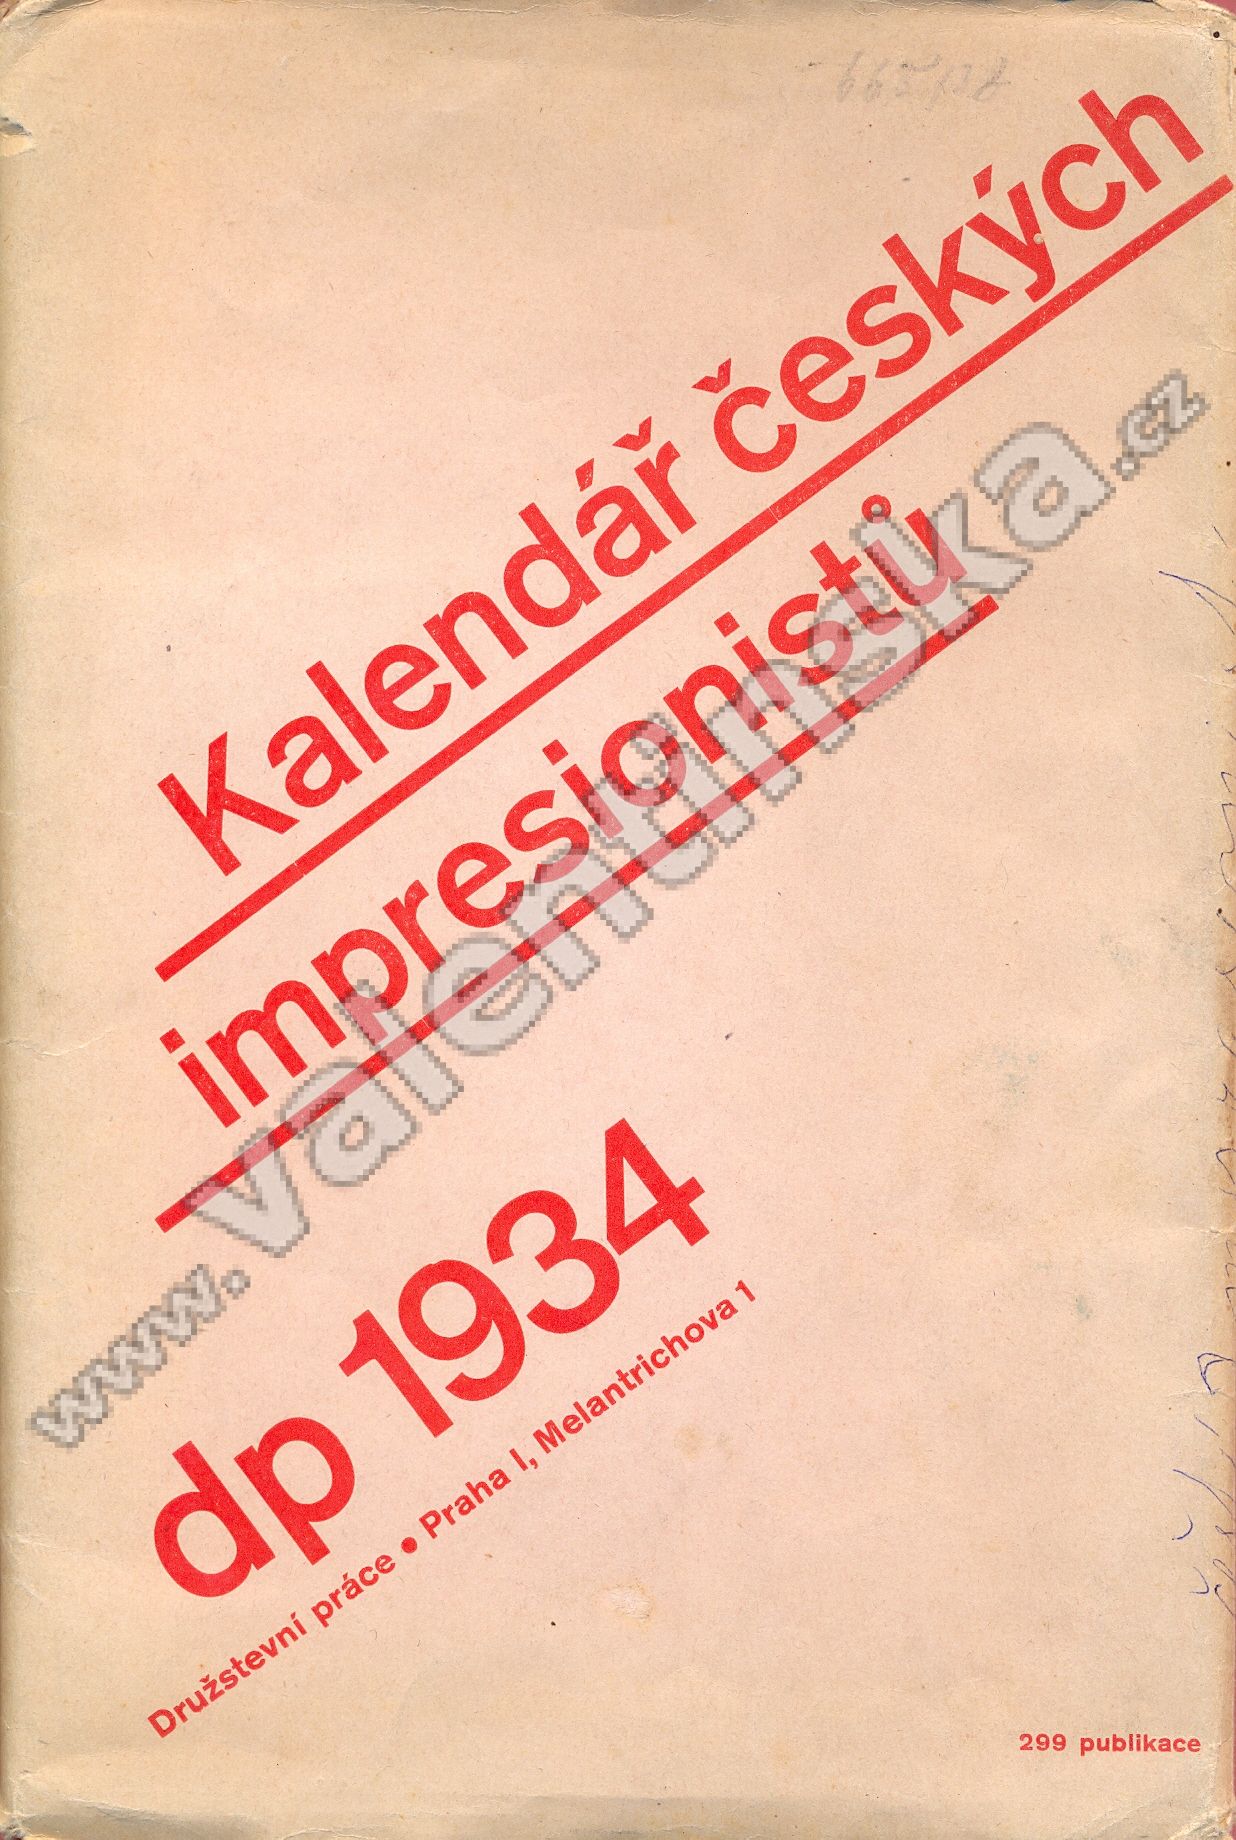 Kalendář českých
impresionistů
dp 1934
Družstevní práce • Praha I, Melantrichova 1
299 publikace
www.valentinska.cz